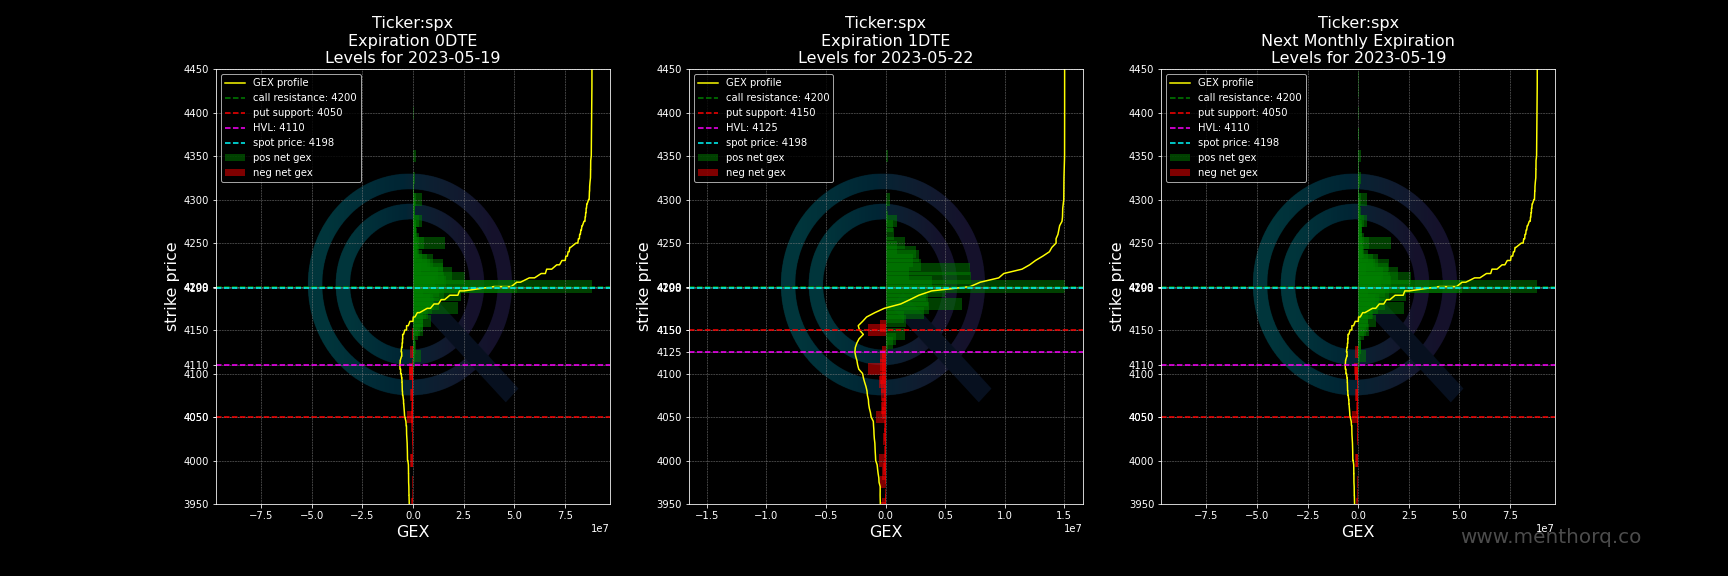 Ticker:spx
Expiration 0DTE
Levels for 2023-05-19
GEX profile
call resistance: 4200
put support: 4050
HVL: 4110
spot price: 4198
pos net gex
neg net gex
strike price
4450
4400
4350
4300
4250
4200
4150
4110
4100
4050
4000
3950
−7.5
−5.0
−2.5
0.0
2.5
5.0
7.5
1e7
GEX
Ticker:spx
Expiration 1DTE
Levels for 2023-05-22
GEX profile
call resistance: 4200
put support: 4150
HVL: 4125
spot price: 4198
pos net gex
neg net gex
strike price
4450
4400
4350
4300
4250
4200
4150
4125
4100
4050
4000
3950
−1.5
−1.0
−0.5
0.0
0.5
1.0
1.5
1e7
GEX
Ticker:spx
Next Monthly Expiration
Levels for 2023-05-19
GEX profile
call resistance: 4200
put support: 4050
HVL: 4110
spot price: 4198
pos net gex
neg net gex
strike price
4450
4400
4350
4300
4250
4200
4150
4110
4100
4050
4000
3950
−7.5
−5.0
−2.5
0.0
2.5
5.0
7.5
1e7
GEX
www.menthorq.co